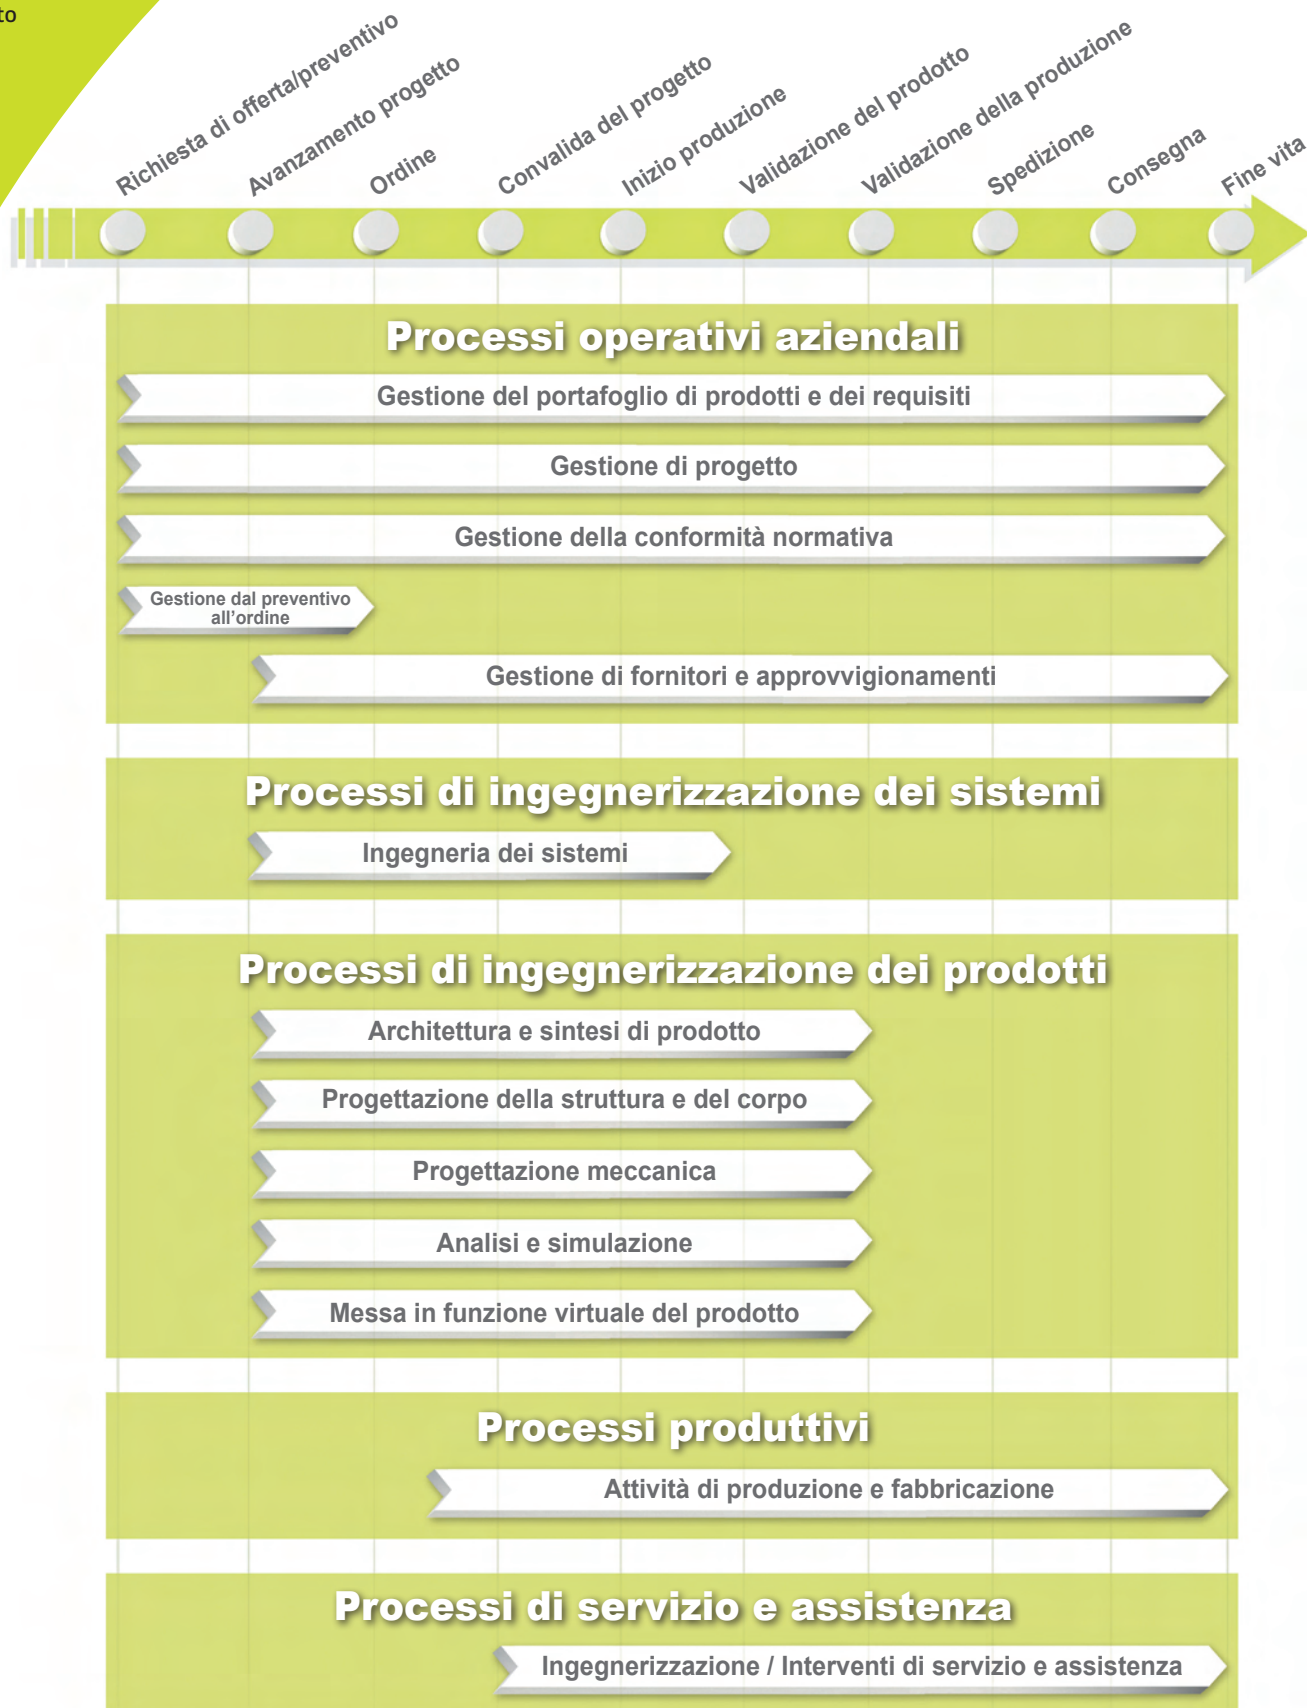 to
Richiesta di offerta/preventivo
Avanzamento progetto
Ordine
Convalida del progetto
Inizio produzione
Validazione del prodotto
Validazione della produzione
Spedizione
Consegna
Fine vita
Processi operativi aziendali
Gestione del portafoglio di prodotti e dei requisiti
Gestione di progetto
Gestione della conformità normativa
Gestione dal preventivo
all’ordine
Gestione di fornitori e approvvigionamenti
Processi di ingegnerizzazione dei sistemi
Ingegneria dei sistemi
Processi di ingegnerizzazione dei prodotti
Architettura e sintesi di prodotto
Progettazione della struttura e del corpo
Progettazione meccanica
Analisi e simulazione
Messa in funzione virtuale del prodotto
Processi produttivi
Attività di produzione e fabbricazione
Processi di servizio e assistenza
Ingegnerizzazione / Interventi di servizio e assistenza